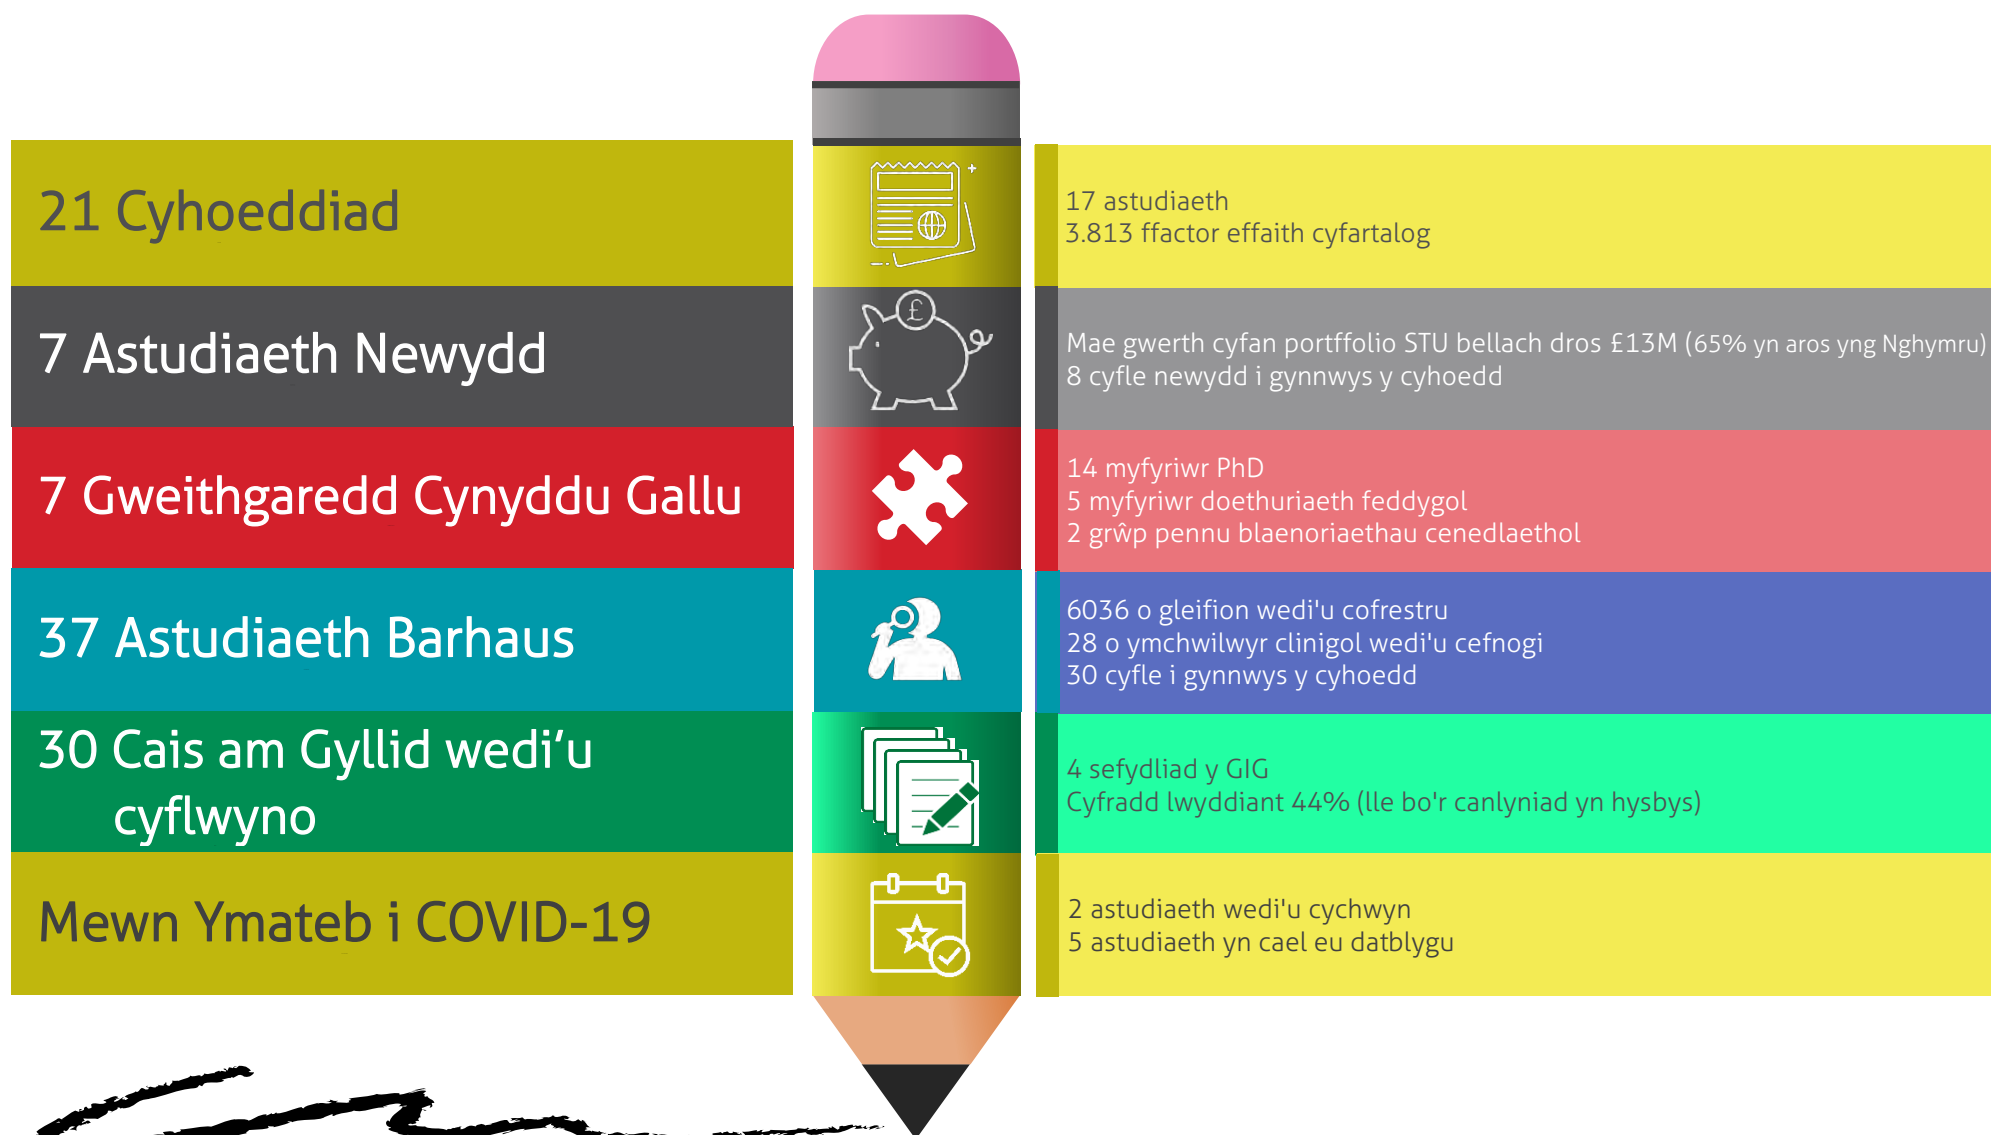 21 Cyhoeddiad
17 astudiaeth
3.813 ffactor effaith cyfartalog
7 Astudiaeth Newydd
£
Mae gwerth cyfan portffolio STU bellach dros £13M (65% yn aros yng Nghymru)
8 cyfle newydd i gynnwys y cyhoedd
7 Gweithgaredd Cynyddu Gallu
14 myfyriwr PhD
5 myfyriwr doethuriaeth feddygol
2 grŵp pennu blaenoriaethau cenedlaethol
37 Astudiaeth Barhaus
6036 o gleifion wedi'u cofrestru
28 o ymchwilwyr clinigol wedi'u cefnogi
30 cyfle i gynnwys y cyhoedd
30 Cais am Gyllid wedi’u
cyflwyno
4 sefydliad y GIG
Cyfradd lwyddiant 44% (lle bo'r canlyniad yn hysbys)
Mewn Ymateb i COVID-19
2 astudiaeth wedi'u cychwyn
5 astudiaeth yn cael eu datblygu